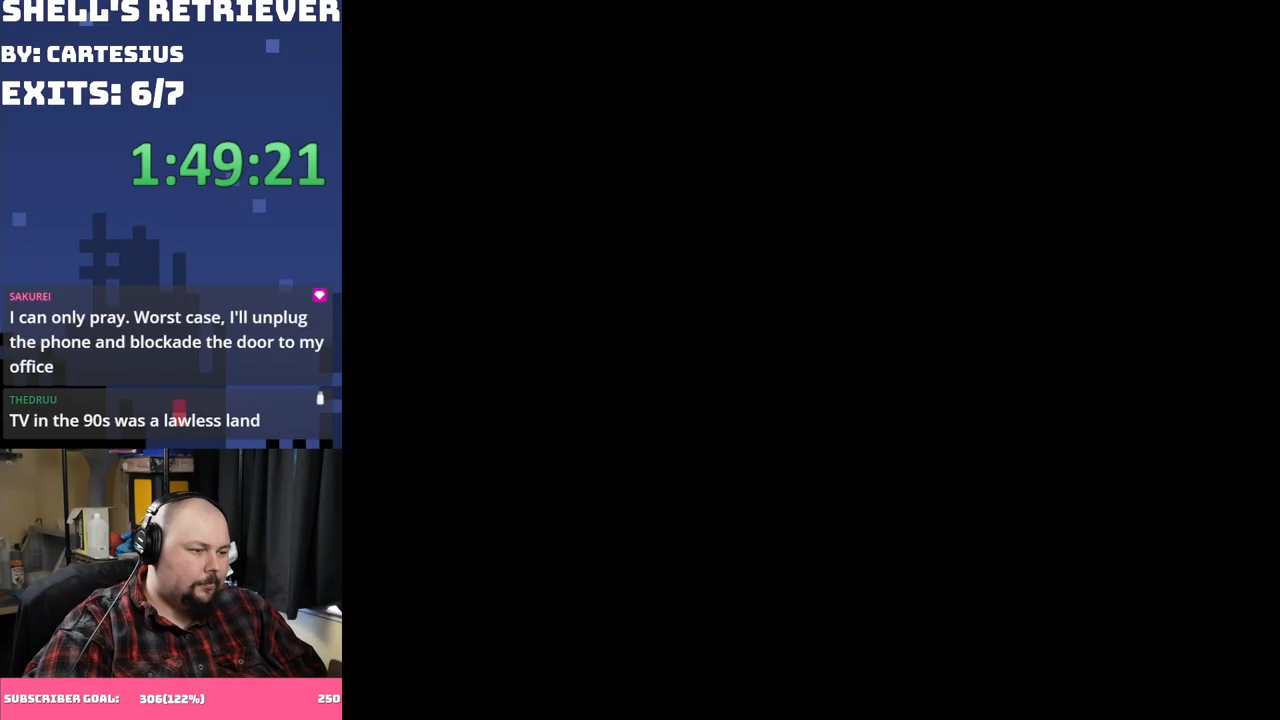 SHELL'S RETRIEVER
BY: CARTESIUS
EXITS: 6/7
1:49:21
SAKUREI
I can only pray. Worst case, I'll unplug
the phone and blockade the door to my
office
THEDRUU
TV in the 90s was a lawless land
SUBSCRIBER GOAL: 306(122%) 250